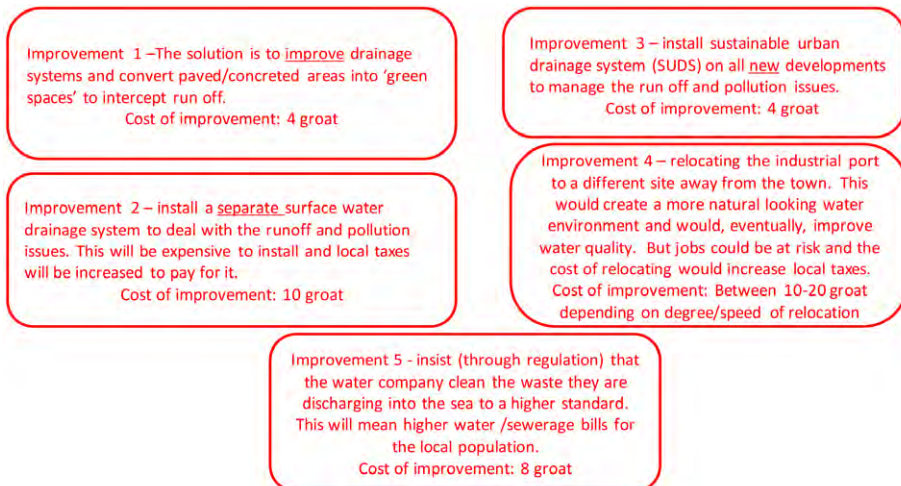 Improvement 1 –The solution is to improve drainage
systems and convert paved/concreted areas into ‘green
spaces’ to intercept run off.
Cost of improvement: 4 groat
Improvement 2 – install a separate surface water
drainage system to deal with the runoff and pollution
issues. This will be expensive to install and local taxes
will be increased to pay for it.
Cost of improvement: 10 groat
Improvement 3 – install sustainable urban
drainage system (SUDS) on all new developments
to manage the run off and pollution issues.
Cost of improvement: 4 groat
Improvement 4 – relocating the industrial port
to a different site away from the town. This
would create a more natural looking water
environment and would, eventually, improve
water quality. But jobs could be at risk and the
cost of relocating would increase local taxes.
Cost of improvement: Between 10-20 groat
depending on degree/speed of relocation
Improvement 5 - insist (through regulation) that
the water company clean the waste they are
discharging into the sea to a higher standard.
This will mean higher water /sewerage bills for
the local population.
Cost of improvement: 8 groat